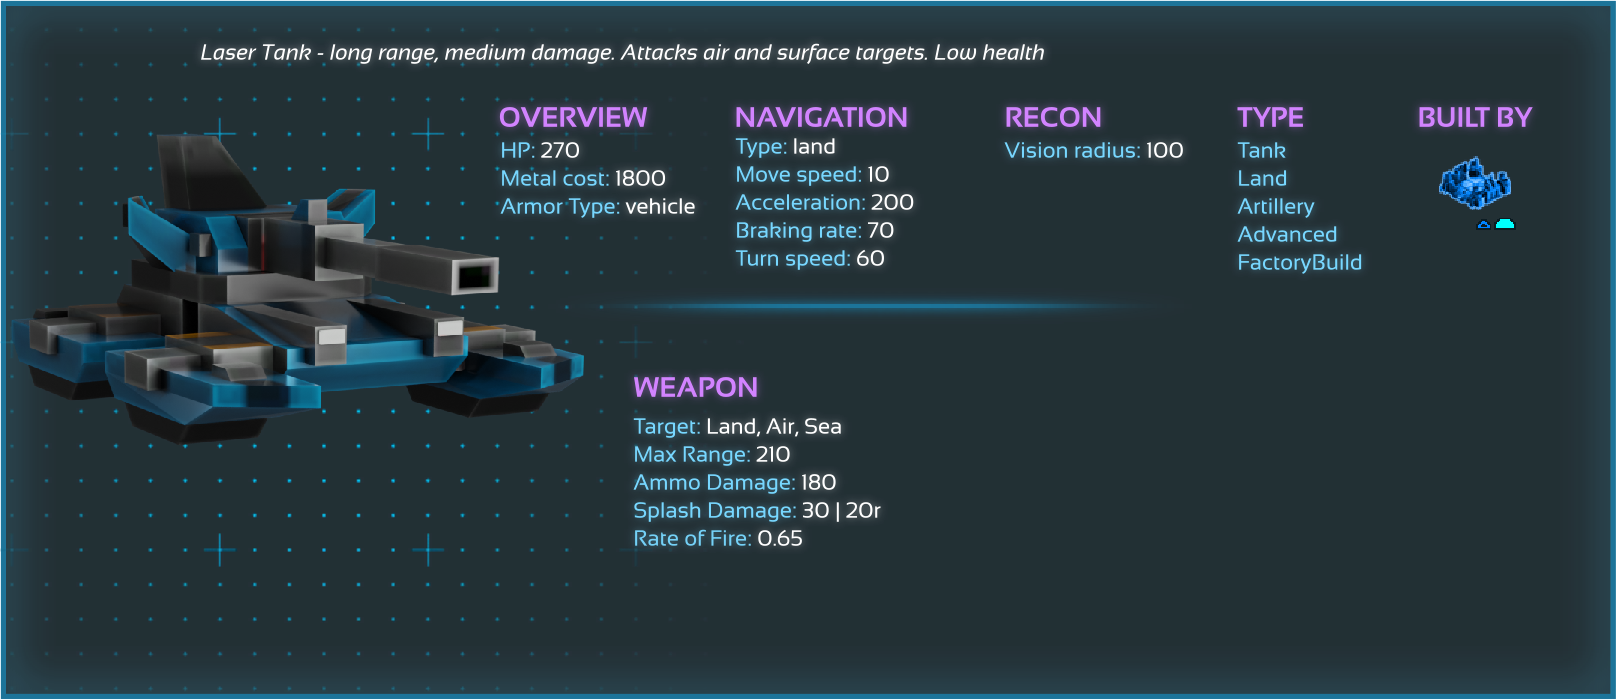 Laser Tank - long range, medium damage. Attacks air and surface targets. Low health
OVERVIEW
HP: 270
Metal cost: 1800
Armor Type: vehicle
NAVIGATION
Type: land
Move speed: 10
Acceleration: 200
Braking rate: 70
Turn speed: 60
RECON
Vision radius: 100
TYPE
Tank
Land
Artillery
Advanced
FactoryBuild
BUILT BY
WEAPON
Target: Land, Air, Sea
Max Range: 210
Ammo Damage: 180
Splash Damage: 30 | 20r
Rate of Fire: 0.65